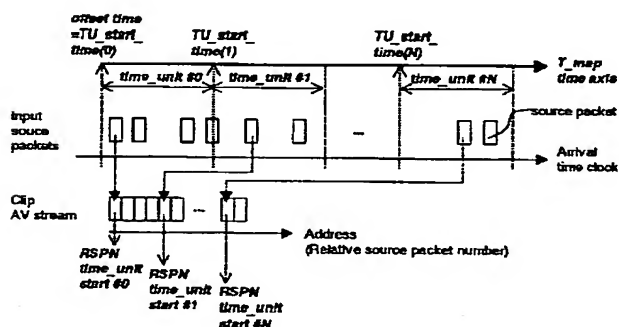 offset time
=TU_start_
time(0)
TU_start_
time(1)
TU_start_
time(N)
T_map
time axis
time_unit #0
time_unit #1
time_unit #N
Input
souce
packets
source packet
...
Arrival
time clock
Clip
AV stream
...
Address
(Relative source packet number)
RSPN
time_unit
start #0
RSPN
time_unit
start #1
RSPN
time_unit
start #N